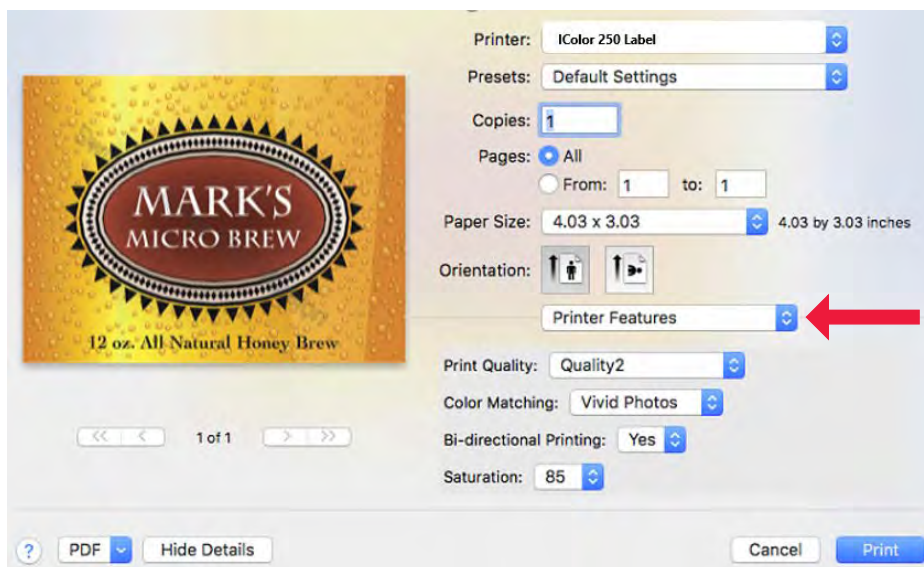 Printer: IColor 250 Label
Presets: Default Settings
Copies: 1
Pages: All
From: 1 to: 1
Paper Size: 4.03 x 3.03 4.03 by 3.03 inches
Orientation:
Printer Features
Print Quality: Quality2
Color Matching: Vivid Photos
Bi-directional Printing: Yes
Saturation: 85
MARK'S
MICRO BREW
12 oz. All Natural Honey Brew
<< < 1 of 1 > >>
? PDF Hide Details Cancel Print